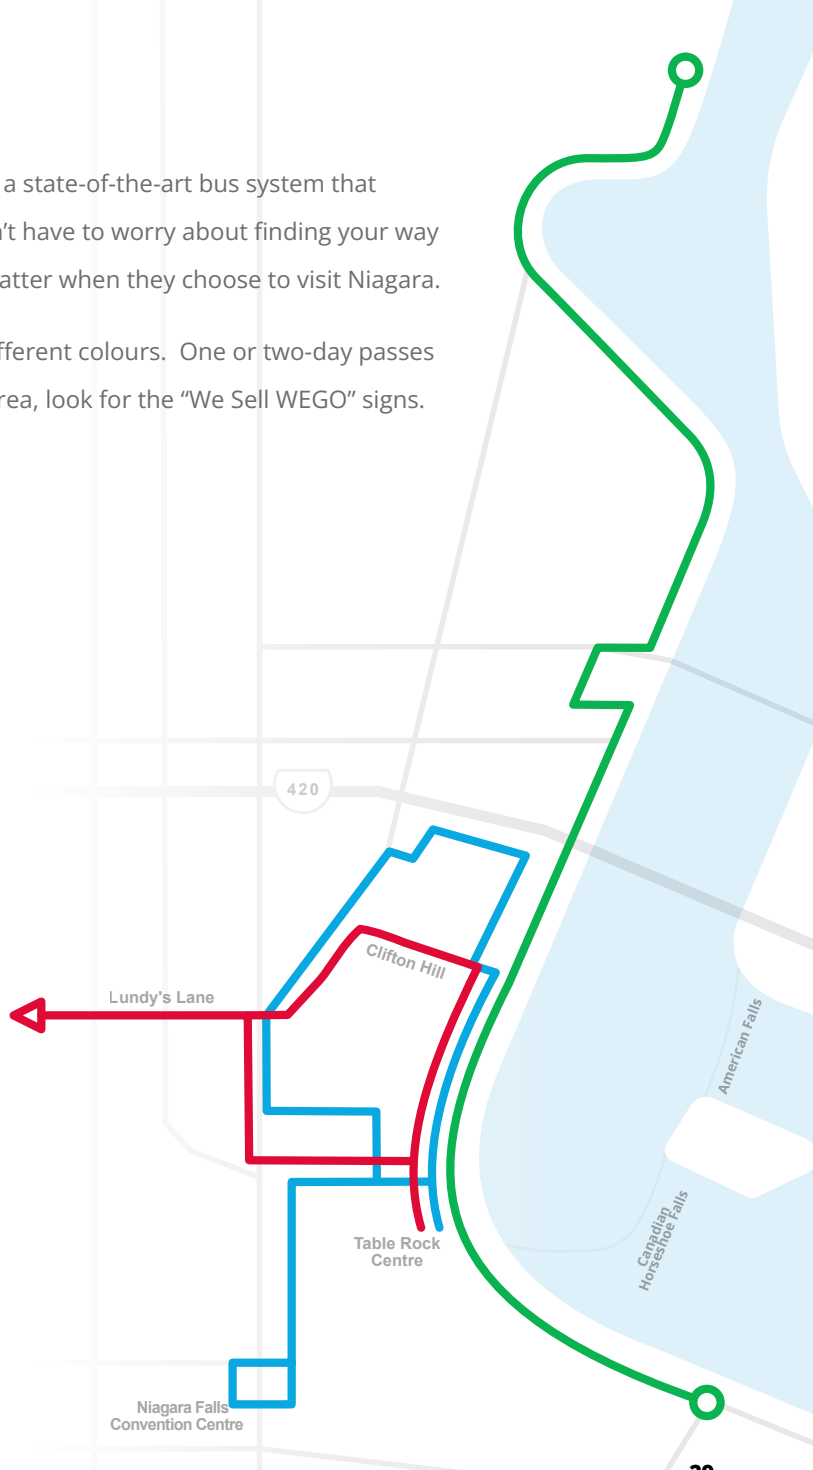 a state-of-the-art bus system that
n't have to worry about finding your way
atter when they choose to visit Niagara.
fferent colours.  One or two-day passes
rea, look for the “We Sell WEGO” signs.
420
Clifton Hill
Lundy's Lane
American Falls
Canadian
Horseshoe Falls
Table Rock
Centre
Niagara Falls
Convention Centre